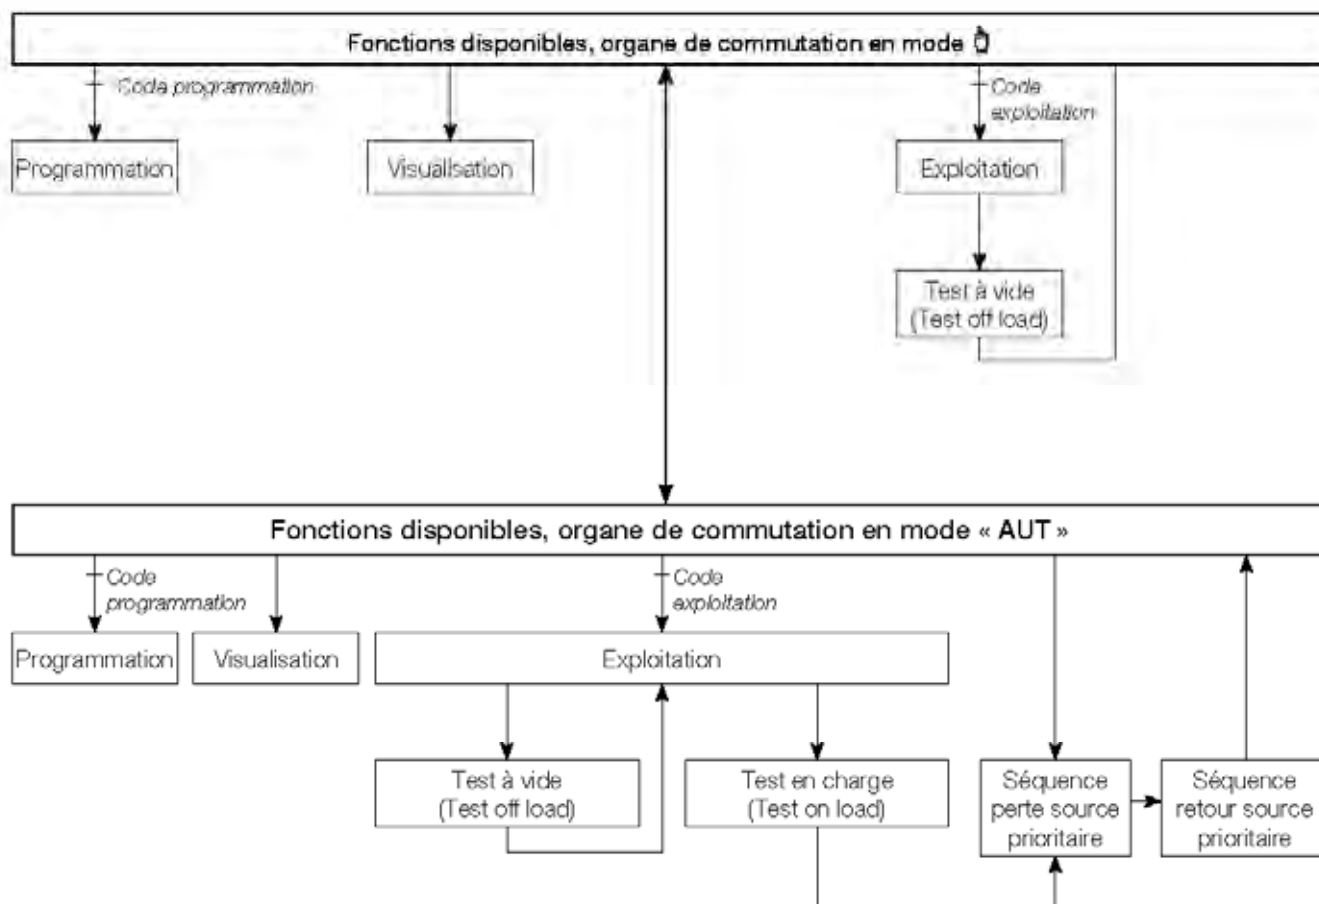 Fonctions disponibles, organe de commutation en mode
Code programmation
Code
exploitation
Programmation
Visualisation
Exploitation
Test à vide
(Test off load)
Fonctions disponibles, organe de commutation en mode « AUT »
Code
programmation
Code
exploitation
Programmation
Visualisation
Exploitation
Test à vide
(Test off load)
Test en charge
(Test on load)
Séquence
perte source
prioritaire
Séquence
retour source
prioritaire